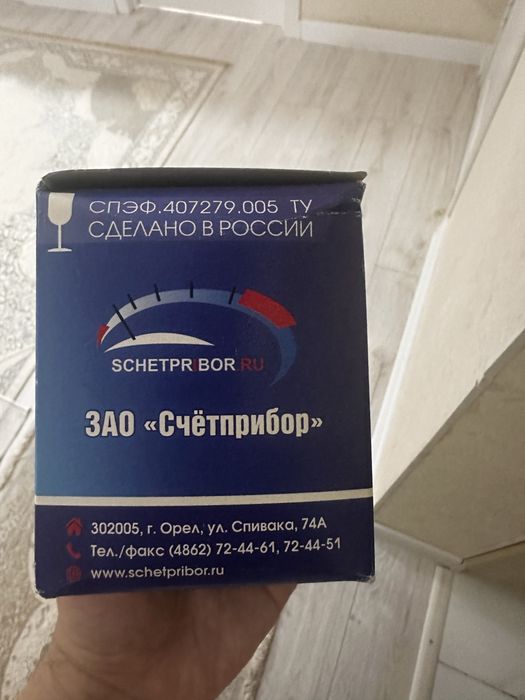 СПЭФ.407279.005 ТУ
СДЕЛАНО В РОССИИ
SCHETPRIBOR.RU
ЗАО «Счётприбор»
302005, г. Орел, ул. Спивака, 74А
Тел./факс (4862) 72-44-61, 72-44-51
www.schetpribor.ru